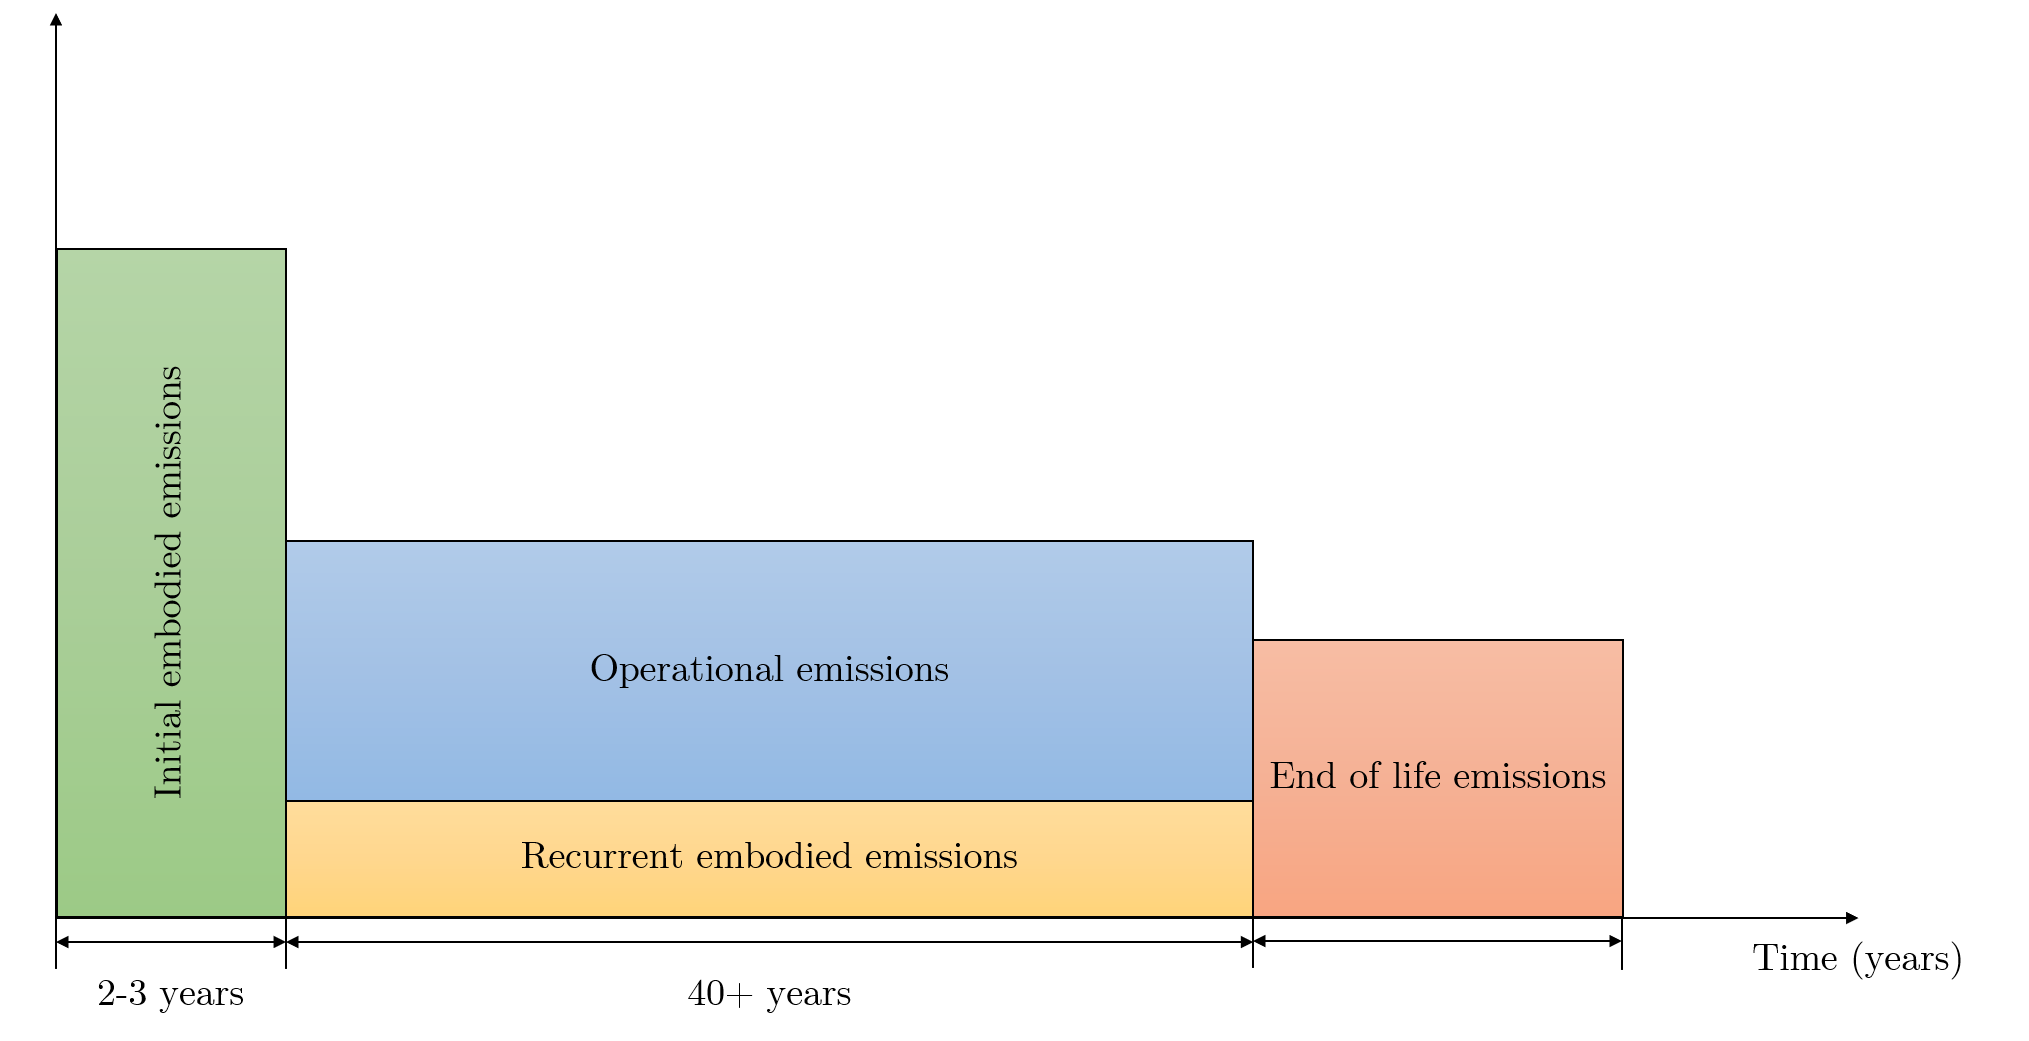 Initial embodied emissions
Operational emissions
Recurrent embodied emissions
End of life emissions
2-3 years
40+ years
Time (years)